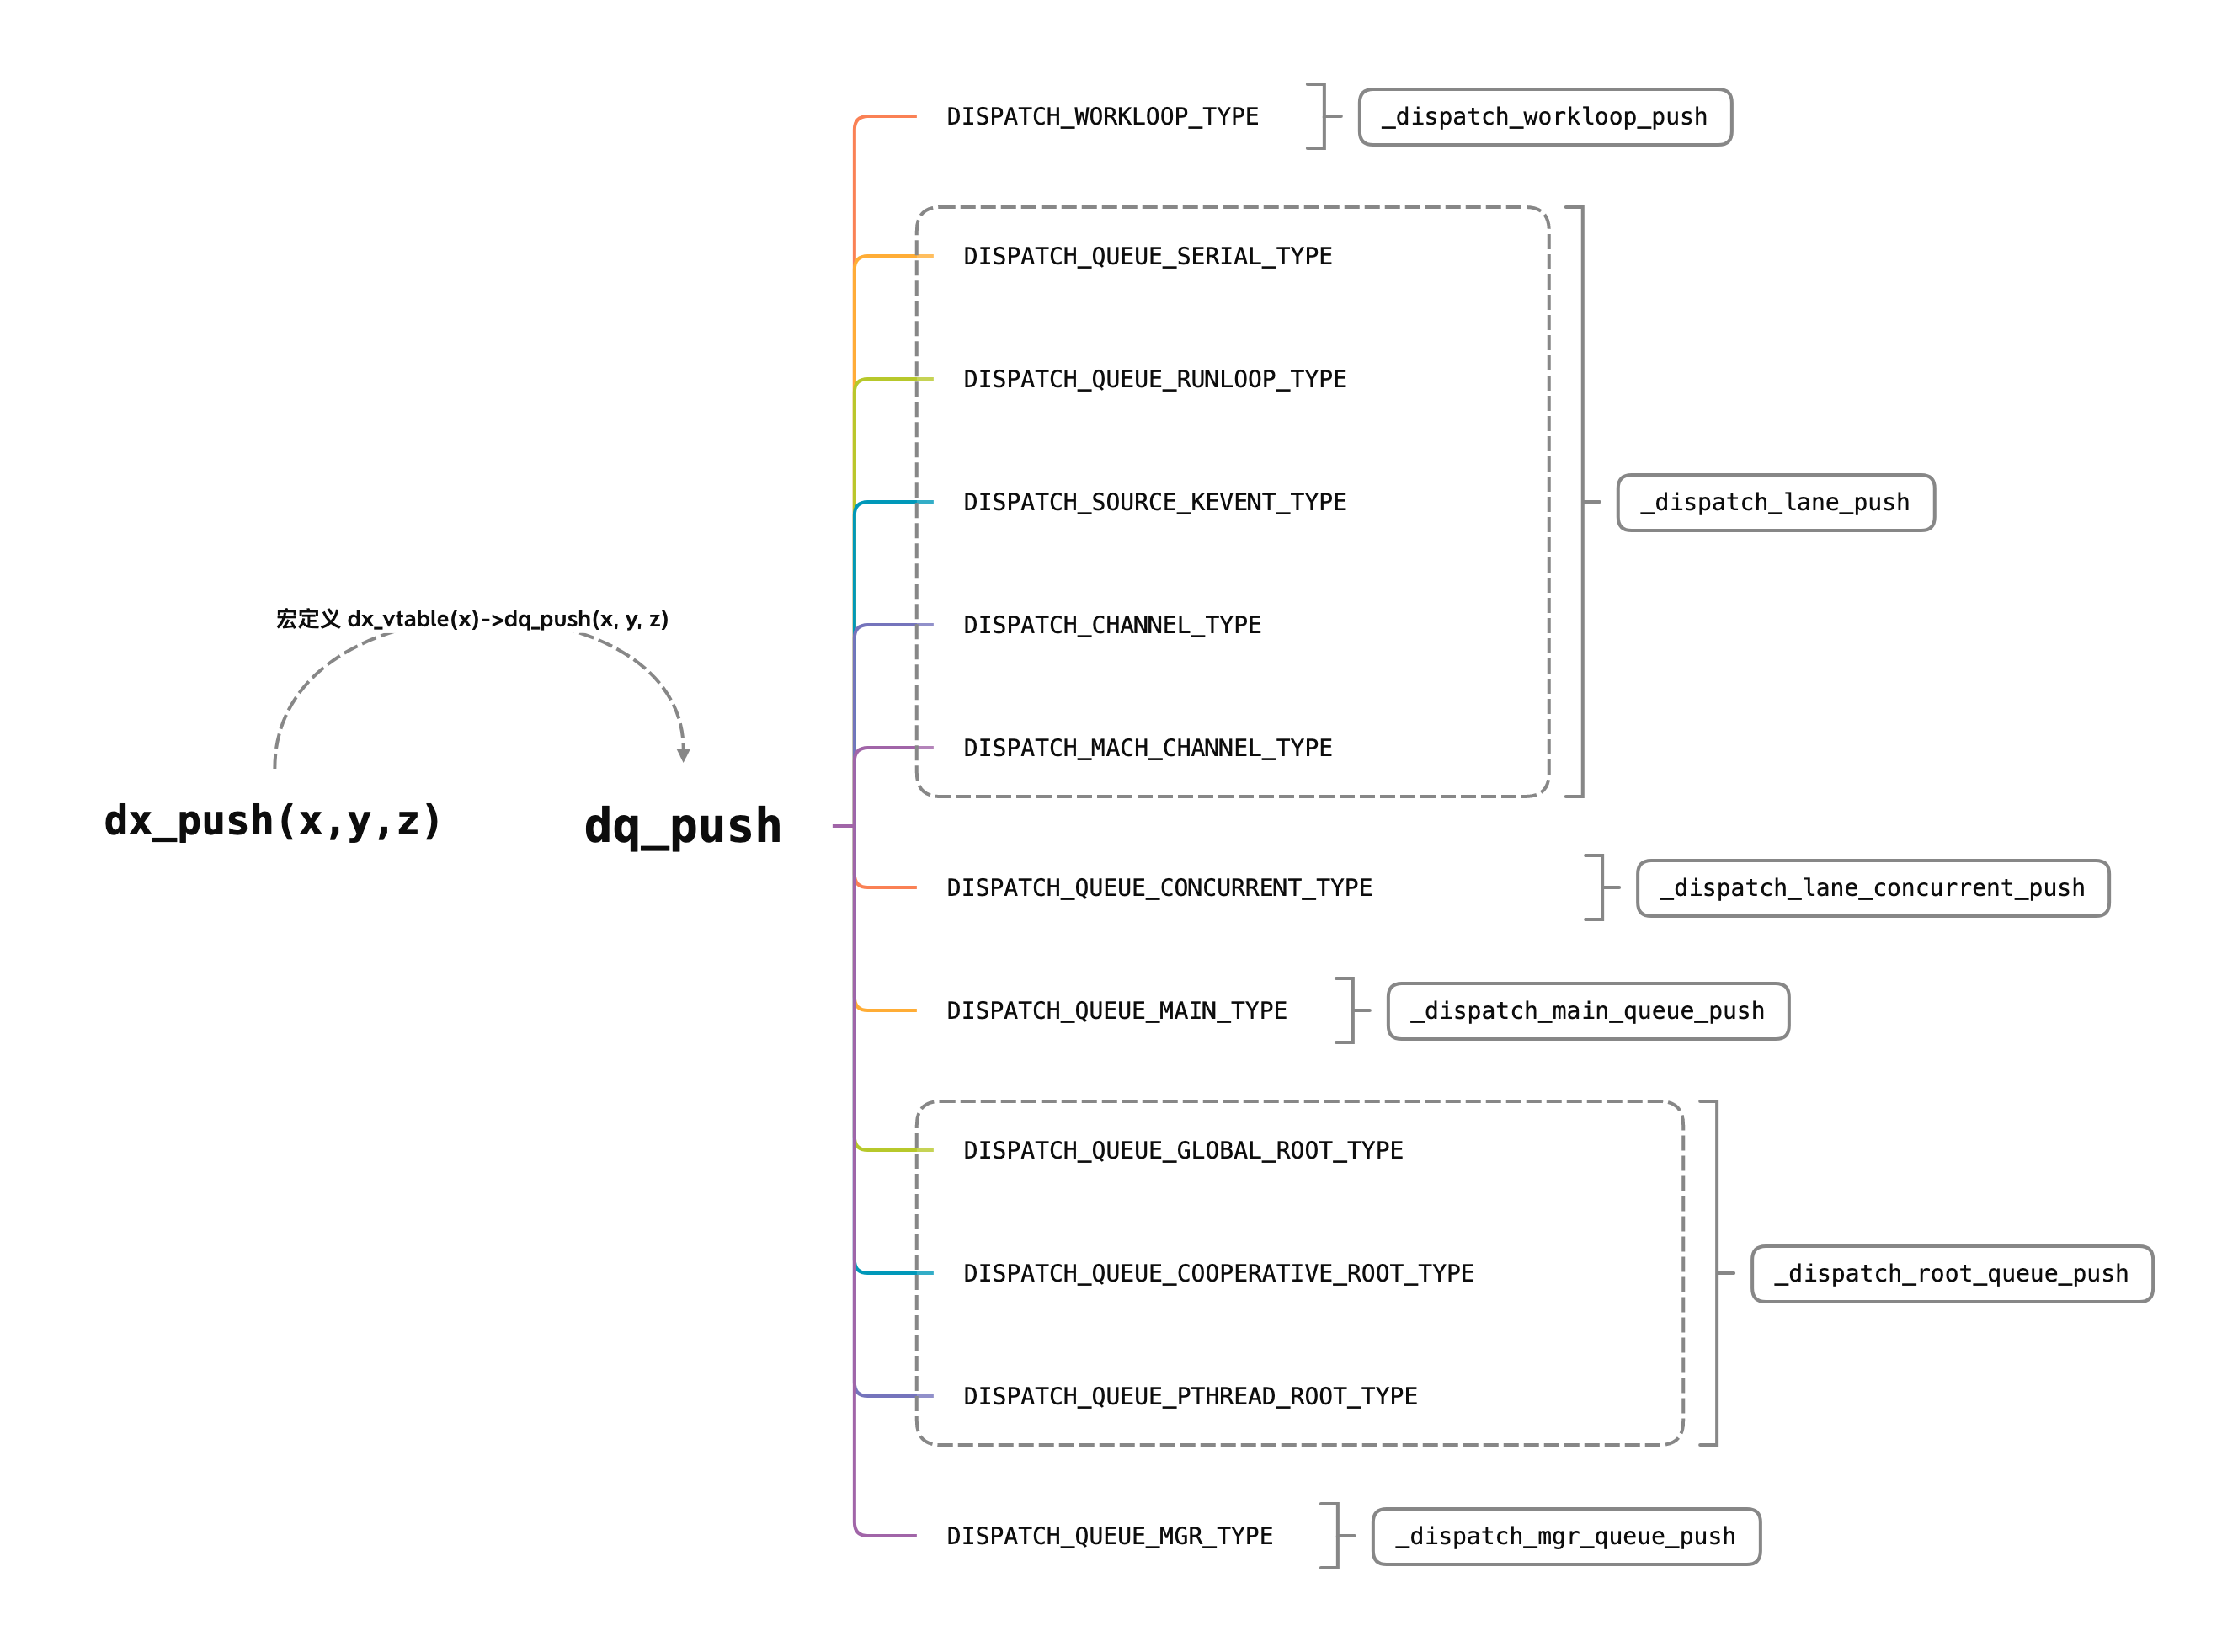 宏定义 dx_vtable(x)->dq_push(x, y, z)
dx_push(x,y,z)
dq_push
DISPATCH_WORKLOOP_TYPE
_dispatch_workloop_push
DISPATCH_QUEUE_SERIAL_TYPE
DISPATCH_QUEUE_RUNLOOP_TYPE
DISPATCH_SOURCE_KEVENT_TYPE
DISPATCH_CHANNEL_TYPE
DISPATCH_MACH_CHANNEL_TYPE
_dispatch_lane_push
DISPATCH_QUEUE_CONCURRENT_TYPE
_dispatch_lane_concurrent_push
DISPATCH_QUEUE_MAIN_TYPE
_dispatch_main_queue_push
DISPATCH_QUEUE_GLOBAL_ROOT_TYPE
DISPATCH_QUEUE_COOPERATIVE_ROOT_TYPE
DISPATCH_QUEUE_PTHREAD_ROOT_TYPE
_dispatch_root_queue_push
DISPATCH_QUEUE_MGR_TYPE
_dispatch_mgr_queue_push